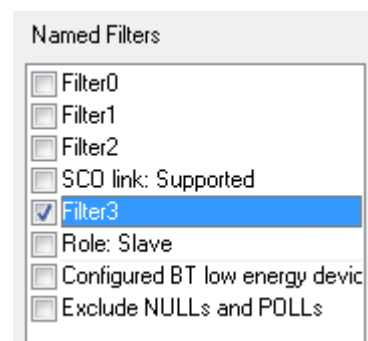 Named Filters
Filter0
Filter1
Filter2
SCO link: Supported
Filter3
Role: Slave
Configured BT low energy devic
Exclude NULLs and POLLs